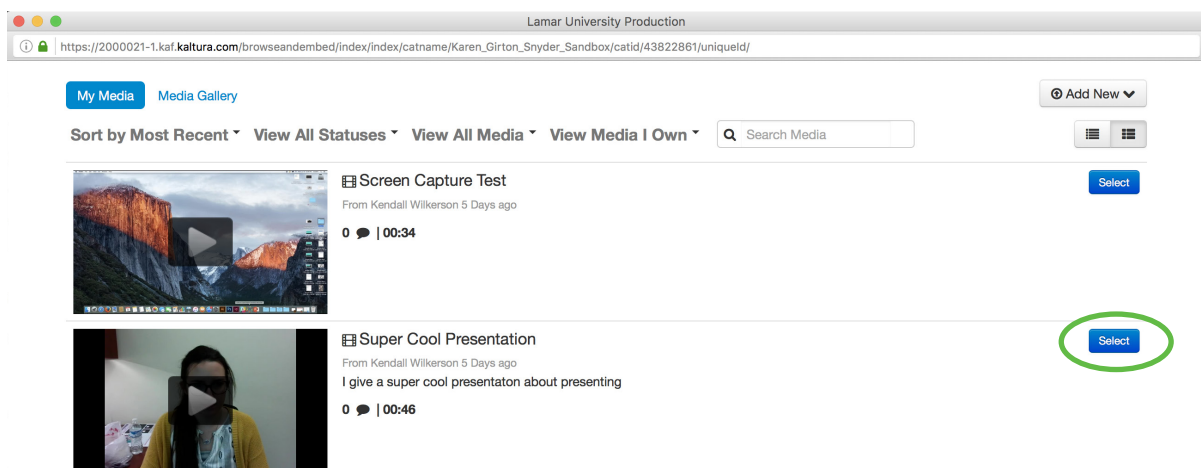 Lamar University Production
https://2000021-1.kaf.kaltura.com/browseandembed/index/index/catname/Karen_Girton_Snyder_Sandbox/catid/43822861/uniqueId/
My Media Media Gallery Add New
Sort by Most Recent View All Statuses View All Media View Media I Own Search Media
Screen Capture Test Select
From Kendall Wilkerson 5 Days ago
0 | 00:34
Super Cool Presentation Select
From Kendall Wilkerson 5 Days ago
I give a super cool presentaton about presenting
0 | 00:46